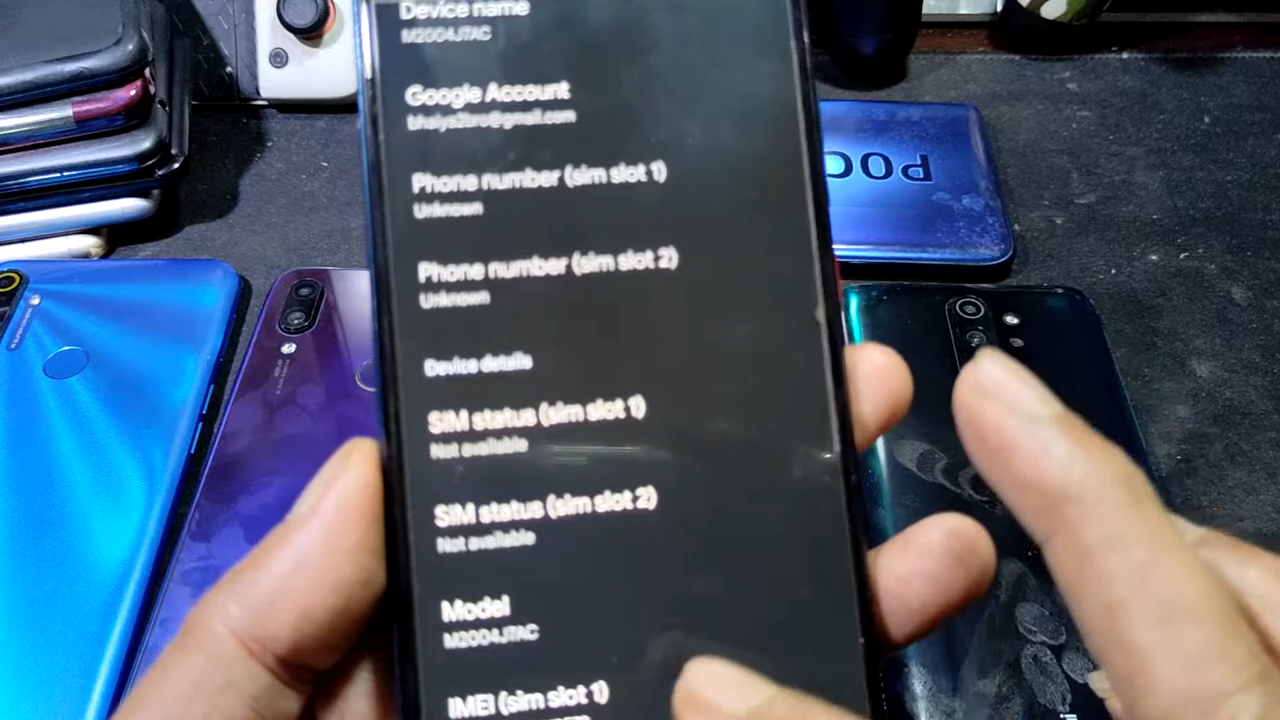 Device name
M2004J7AC
Google Account
Phone number (sim slot 1)
Unknown
Phone number (sim slot 2)
Unknown
Device details
SIM status (sim slot 1)
Not available
SIM status (sim slot 2)
Not available
Model
M2004J7AC
IMEI (sim slot 1)
POC